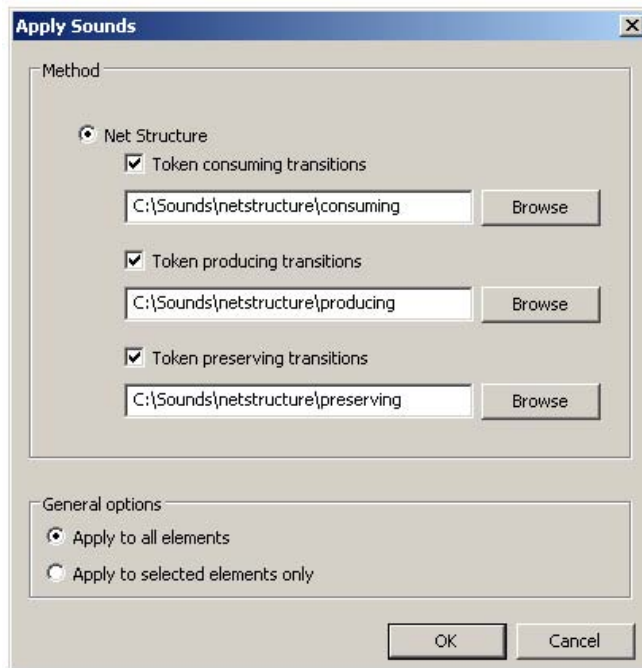 Apply Sounds
Method
Net Structure
Token consuming transitions
C:\Sounds\netstructure\consuming
Browse
Token producing transitions
C:\Sounds\netstructure\producing
Browse
Token preserving transitions
C:\Sounds\netstructure\preserving
Browse
General options
Apply to all elements
Apply to selected elements only
OK
Cancel